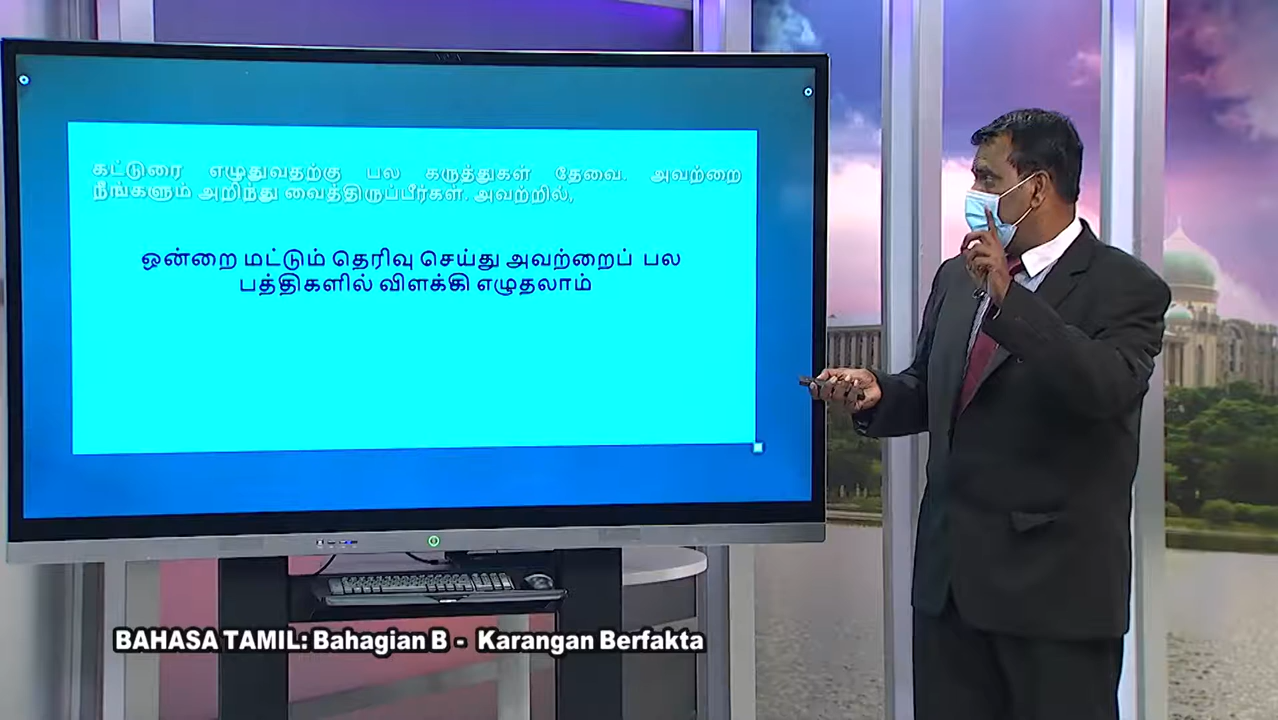 கட்டுரை எழுதுவதற்கு பல கருத்துகள் தேவை. அவற்றை
நீங்களும் அறிந்து வைத்திருப்பீர்கள். அவற்றில்,
ஒன்றை மட்டும் தெரிவு செய்து அவற்றைப் பல
பத்திகளில் விளக்கி எழுதலாம்
BAHASA TAMIL: Bahagian B - Karangan Berfakta